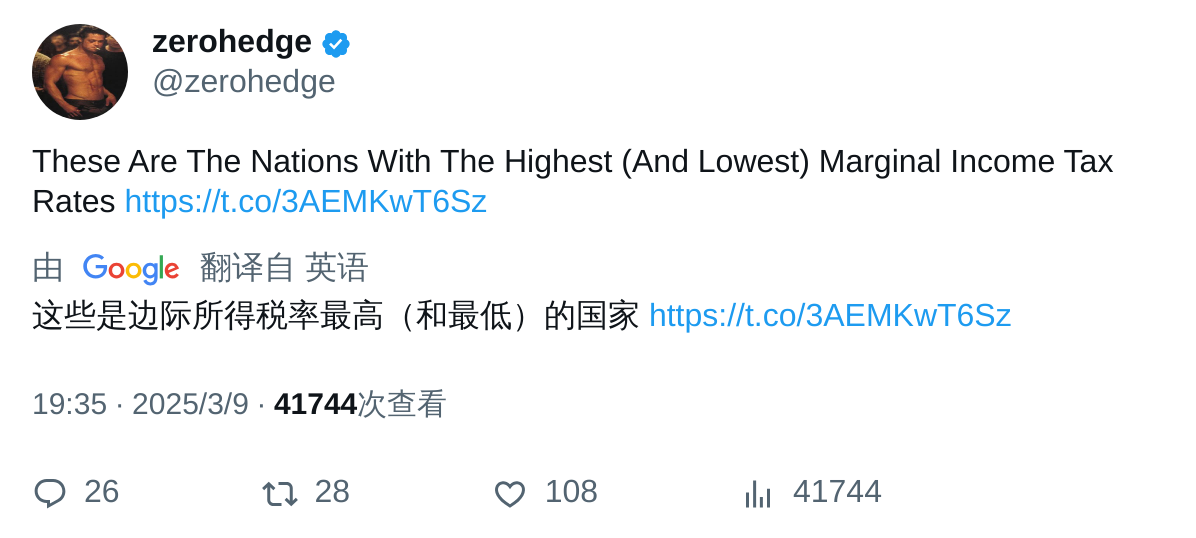 zerohedge
@zerohedge
These Are The Nations With The Highest (And Lowest) Marginal Income Tax
Rates https://t.co/3AEMKwT6Sz
由 Google 翻译自 英语
这些是边际所得税率最高（和最低）的国家 https://t.co/3AEMKwT6Sz
19:35 · 2025/3/9 · 41744次查看
26 28 108 41744